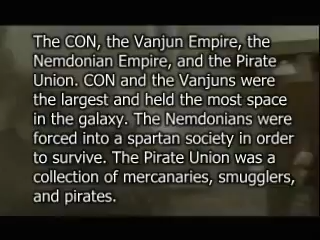 The CON, the Vanjun Empire, the
Nemdonian Empire, and the Pirate
Union. CON and the Vanjuns were
the largest and held the most space
in the galaxy. The Nemdonians were
forced into a spartan society in order
to survive. The Pirate Union was a
collection of mercanaries, smugglers,
and pirates.